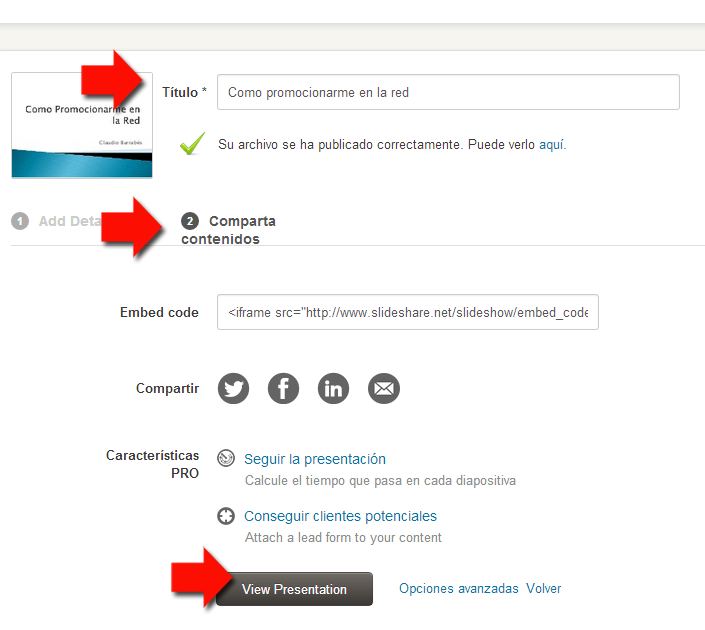 Como Promocionarme en
la Red
Claudio Barrabés
Título *
Como promocionarme en la red
Su archivo se ha publicado correctamente. Puede verlo aquí.
1 Add Deta
2 Comparta
contenidos
Embed code
<iframe src="http://www.slideshare.net/slideshow/embed_code
Compartir
Características
PRO
Seguir la presentación
Calcule el tiempo que pasa en cada diapositiva
Conseguir clientes potenciales
Attach a lead form to your content
View Presentation
Opciones avanzadas Volver